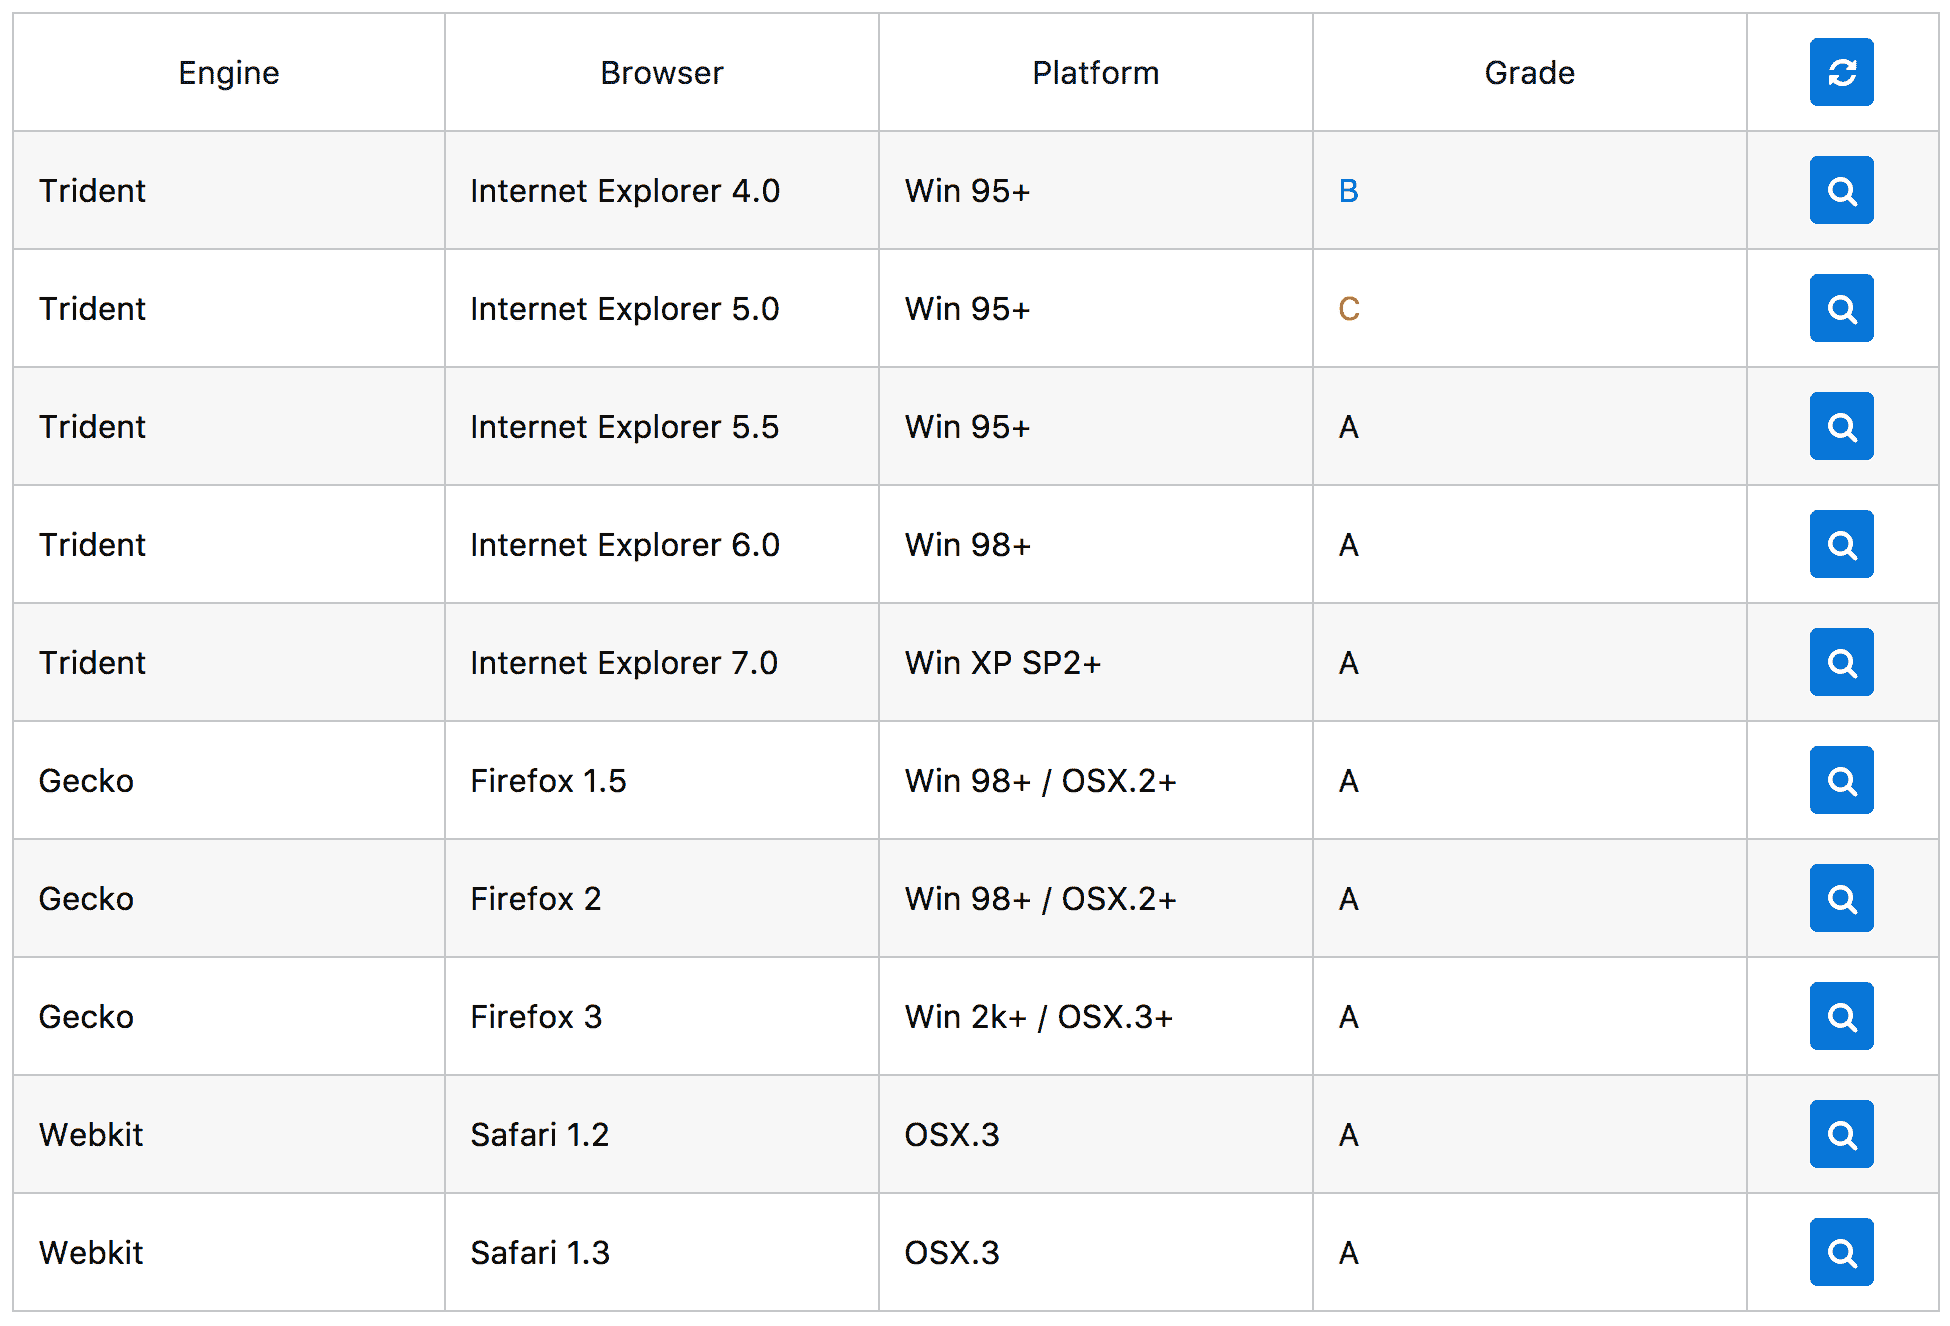 Engine Browser Platform Grade
Trident Internet Explorer 4.0 Win 95+ B
Trident Internet Explorer 5.0 Win 95+ C
Trident Internet Explorer 5.5 Win 95+ A
Trident Internet Explorer 6.0 Win 98+ A
Trident Internet Explorer 7.0 Win XP SP2+ A
Gecko Firefox 1.5 Win 98+ / OSX.2+ A
Gecko Firefox 2 Win 98+ / OSX.2+ A
Gecko Firefox 3 Win 2k+ / OSX.3+ A
Webkit Safari 1.2 OSX.3 A
Webkit Safari 1.3 OSX.3 A